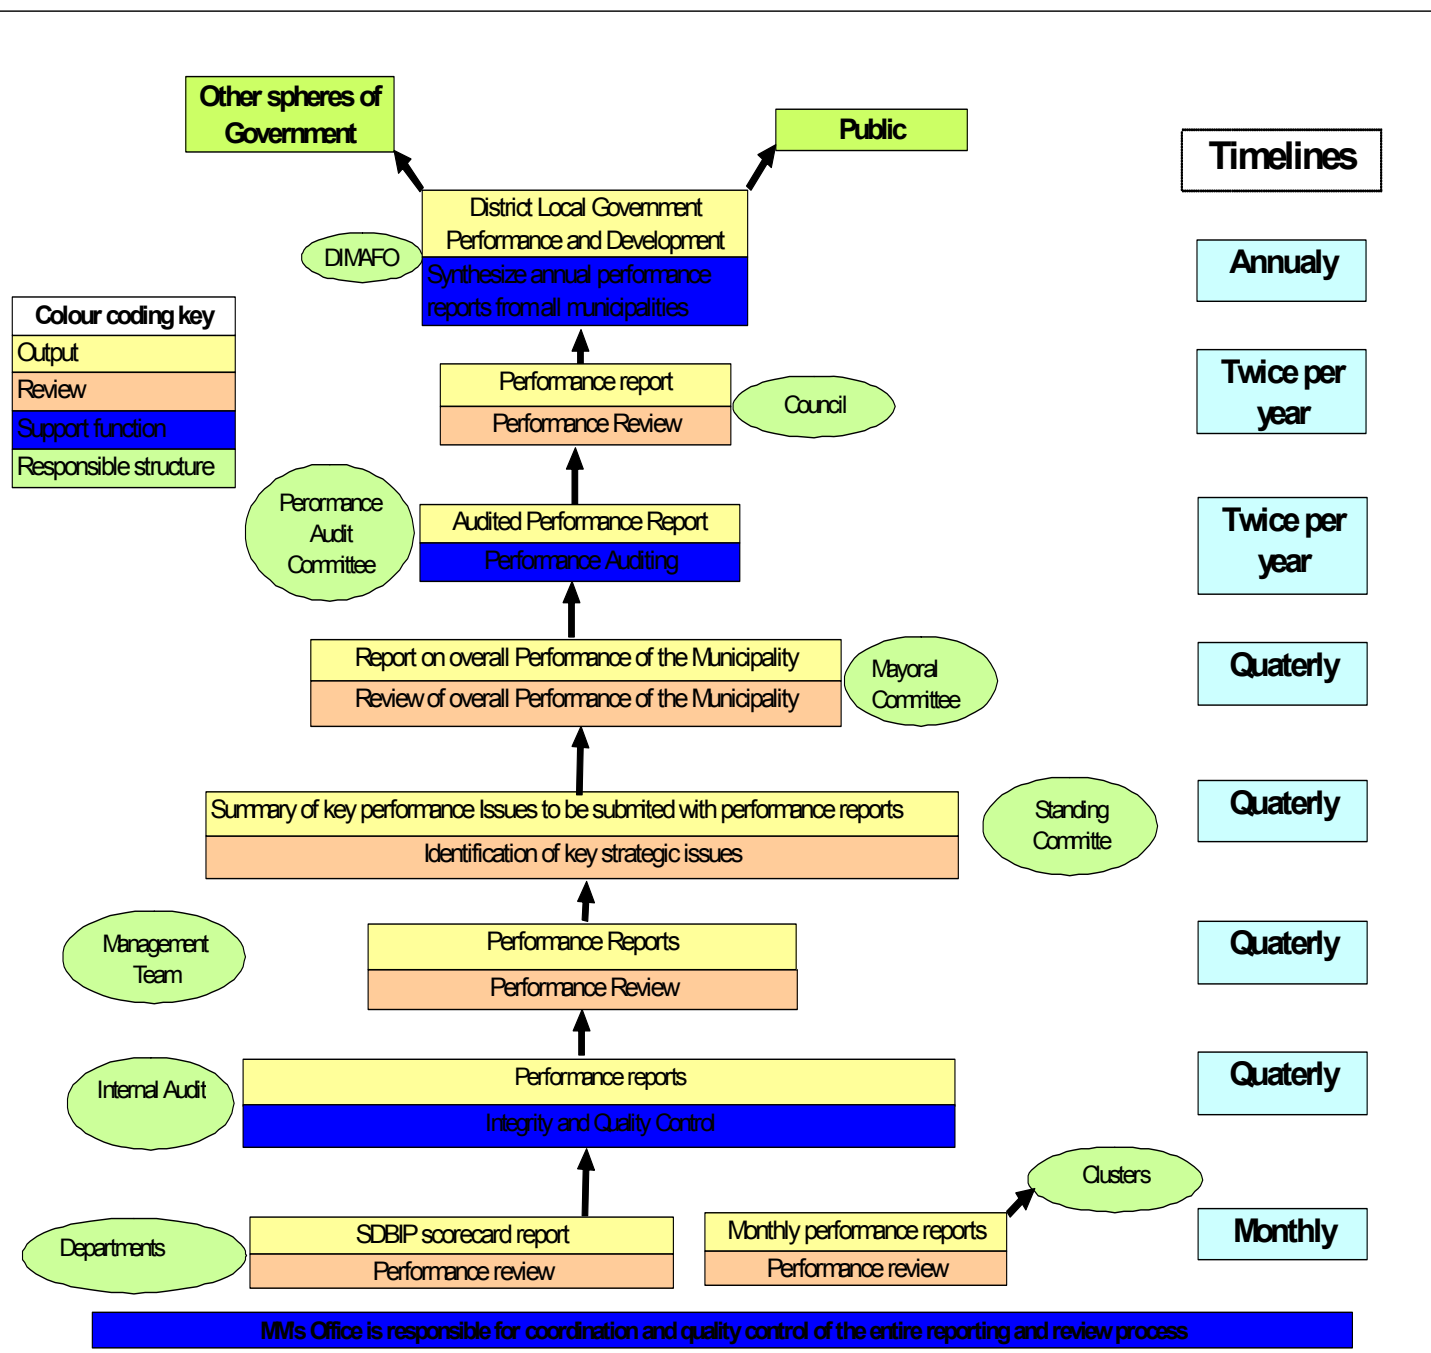 Other spheres of
Government
Public
Timelines
District Local Government
Performance and Development
DIMAFO
Synthesize annual performance
reports from all municipalities
Annualy
Colour coding key
Output
Review
Support function
Responsible structure
Performance report
Performance Review
Council
Twice per
year
Perormance
Audit
Committee
Audited Performance Report
Performance Auditing
Twice per
year
Report on overall Performance of the Municipality
Review of overall Performance of the Municipality
Mayoral
Committee
Quaterly
Summary of key performance Issues to be submited with performance reports
Identification of key strategic issues
Standing
Committe
Quaterly
Management
Team
Performance Reports
Performance Review
Quaterly
Internal Audit
Performance reports
Integrity and Quality Control
Quaterly
Clusters
Departments
SDBIP scorecard report
Performance review
Monthly performance reports
Performance review
Monthly
MM's Office is responsible for coordination and quality control of the entire reporting and review process